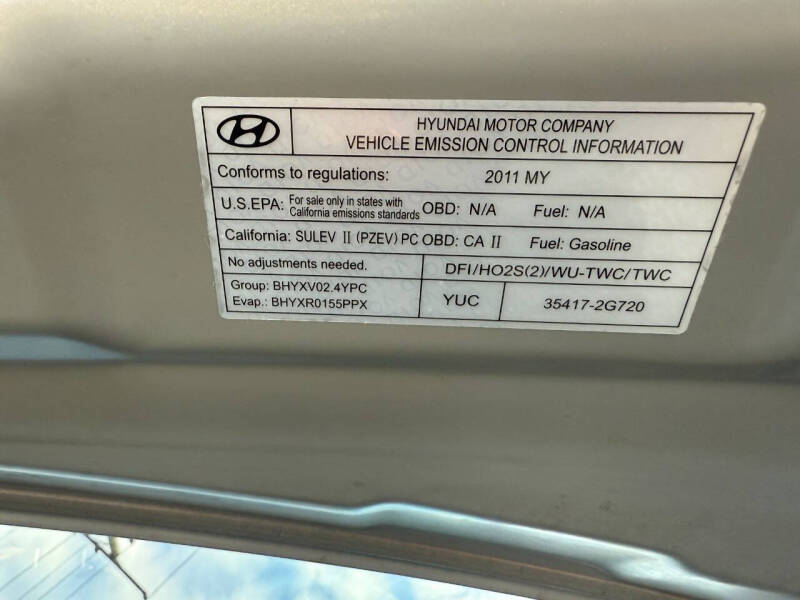 HYUNDAI MOTOR COMPANY
VEHICLE EMISSION CONTROL INFORMATION
Conforms to regulations: 2011 MY
U.S.EPA: For sale only in states with California emissions standards OBD: N/A Fuel: N/A
California: SULEV II (PZEV) PC OBD: CA II Fuel: Gasoline
No adjustments needed. DFI/HO2S(2)/WU-TWC/TWC
Group: BHYXV02.4YPC
Evap.: BHYXR0155PPX
YUC
35417-2G720